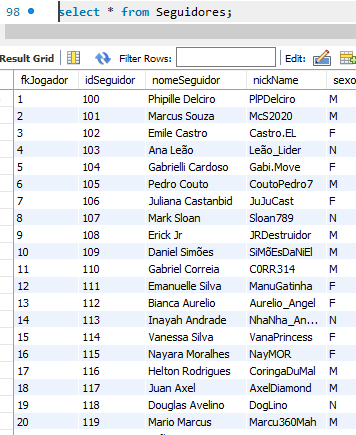 98 select * from Seguidores;
Result Grid Filter Rows: Edit:
fkJogador idSeguidor nomeSeguidor nickName sexo
1 100 Phipille Delciro PlPDelciro M
2 101 Marcus Souza McS2020 M
3 102 Emile Castro Castro.EL F
4 103 Ana Leão Leão_Lider N
5 104 Gabrielli Cardoso Gabi.Move F
6 105 Pedro Couto CoutoPedro7 M
7 106 Juliana Castanbid JuJuCast F
8 107 Mark Sloan Sloan789 N
9 108 Erick Jr JRDestruidor M
10 109 Daniel Simões SiMÕEsDaNiEl M
11 110 Gabriel Correia C0RR314 M
12 111 Emanuelle Silva ManuGatinha F
13 112 Bianca Aurelio Aurelio_Angel F
14 113 Inayah Andrade NhaNha_An... N
15 114 Vanessa Silva VanaPrincess F
16 115 Nayara Moralhes NayMOR F
17 116 Helton Rodrigues CoringaDuMal M
18 117 Juan Axel AxelDiamond M
19 118 Douglas Avelino DogLino N
20 119 Mario Marcus Marcu360Mah M